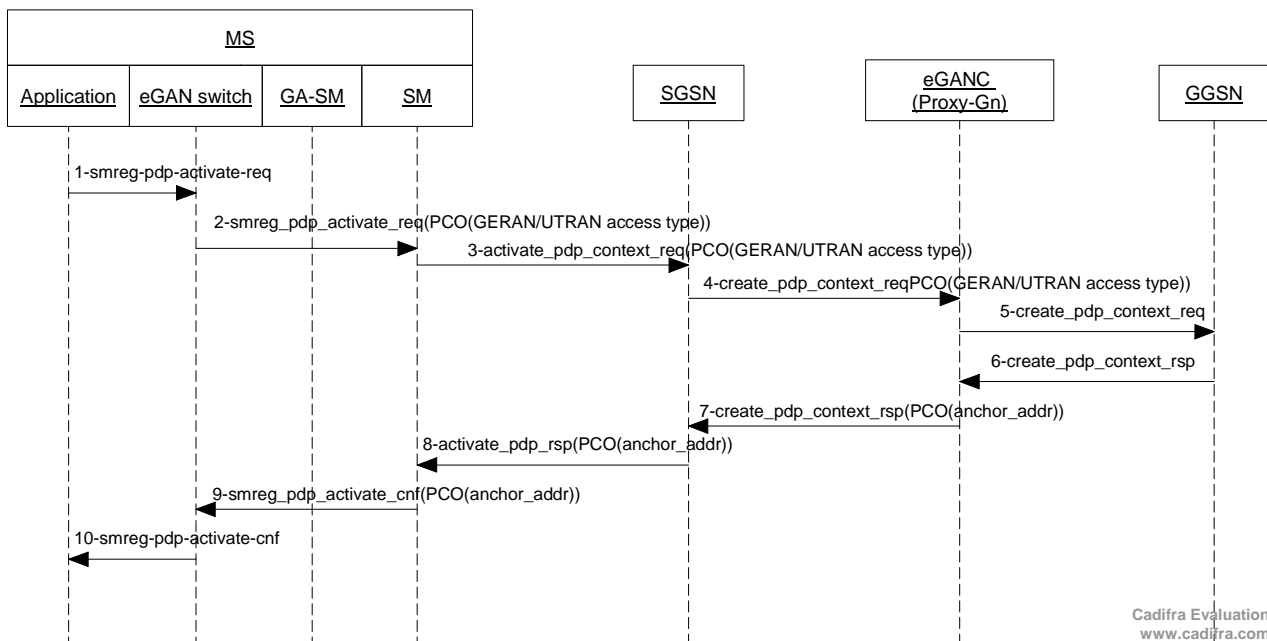 MS
Application
eGAN switch
GA-SM
SM
SGSN
eGANC
(Proxy-Gn)
GGSN
1-smreg-pdp-activate-req
2-smreg_pdp_activate_req(PCO(GERAN/UTRAN access type))
3-activate_pdp_context_req(PCO(GERAN/UTRAN access type))
4-create_pdp_context_reqPCO(GERAN/UTRAN access type))
5-create_pdp_context_req
6-create_pdp_context_rsp
7-create_pdp_context_rsp(PCO(anchor_addr))
8-activate_pdp_rsp(PCO(anchor_addr))
9-smreg_pdp_activate_cnf(PCO(anchor_addr))
10-smreg-pdp-activate-cnf
Cadifra Evaluation
www.cadifra.com